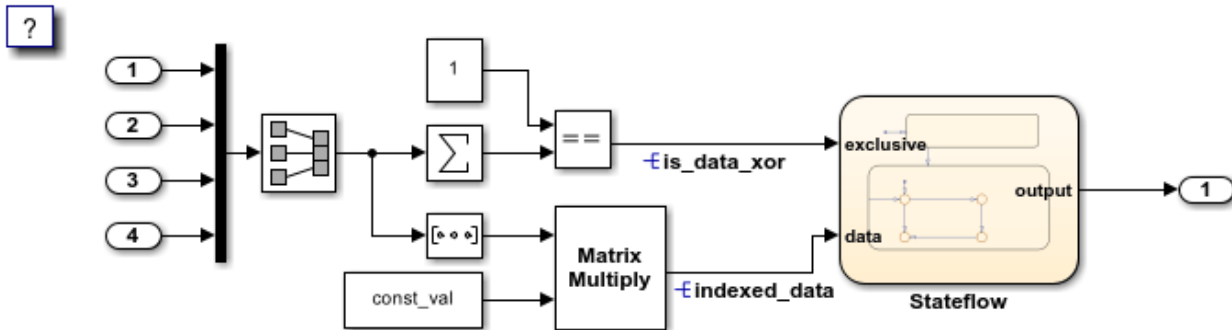 ?
1
2
3
4
1
==
is_data_xor
[∘∘∘]
const_val
Matrix
Multiply
indexed_data
exclusive
data
output
Stateflow
1